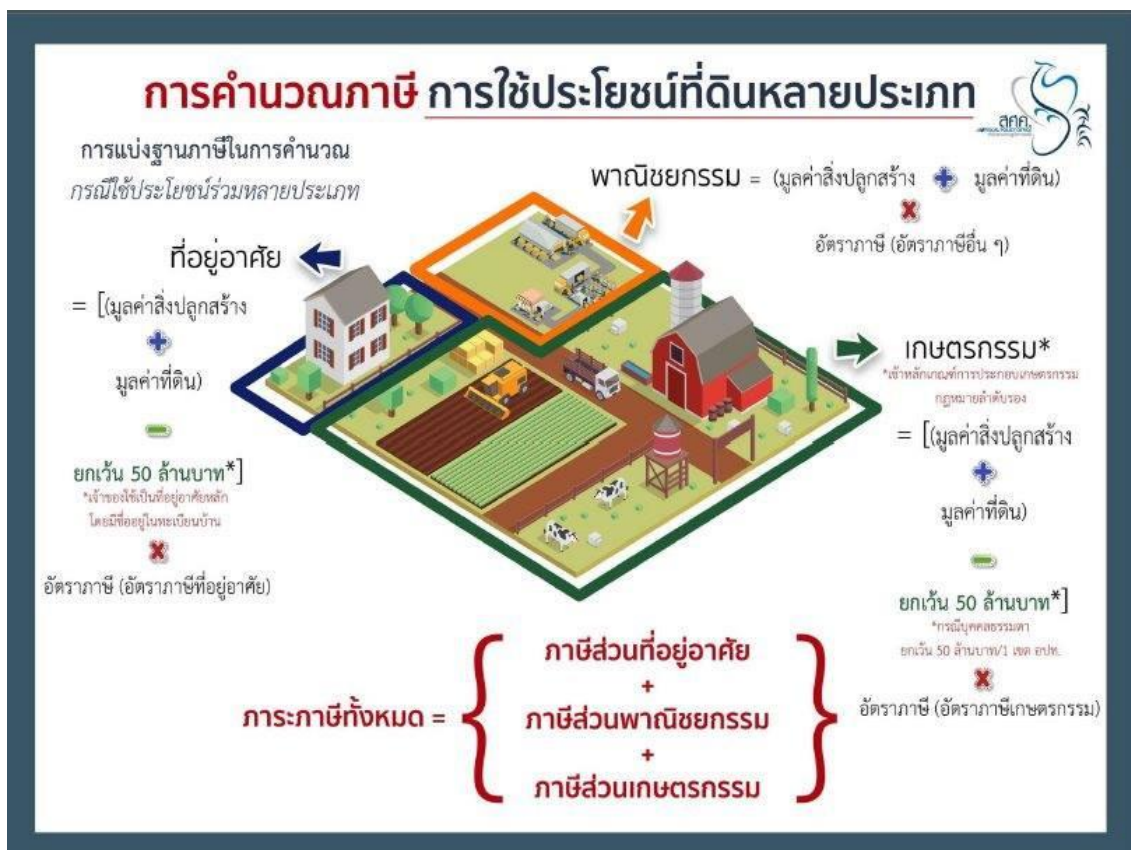 การคำนวณภาษี การใช้ประโยชน์ที่ดินหลายประเภท
สศค.
การแบ่งฐานภาษีในการคำนวณ
กรณีใช้ประโยชน์ร่วมหลายประเภท
พาณิชยกรรม = (มูลค่าสิ่งปลูกสร้าง + มูลค่าที่ดิน)
×
อัตราภาษี (อัตราภาษีอื่น ๆ)
ที่อยู่อาศัย
= [(มูลค่าสิ่งปลูกสร้าง
+
มูลค่าที่ดิน)
-
ยกเว้น 50 ล้านบาท*]
*เจ้าของใช้เป็นที่อยู่อาศัยหลัก
โดยมีชื่ออยู่ในทะเบียนบ้าน
×
อัตราภาษี (อัตราภาษีที่อยู่อาศัย)
เกษตรกรรม*
*เข้าหลักเกณฑ์การประกอบเกษตรกรรม
กฎหมายลำดับรอง
= [(มูลค่าสิ่งปลูกสร้าง
+
มูลค่าที่ดิน)
-
ยกเว้น 50 ล้านบาท*]
*กรณีบุคคลธรรมดา
ยกเว้น 50 ล้านบาท/1 เขต อปท.
×
อัตราภาษี (อัตราภาษีเกษตรกรรม)
ภาระภาษีทั้งหมด = { ภาษีส่วนที่อยู่อาศัย
+
ภาษีส่วนพาณิชยกรรม
+
ภาษีส่วนเกษตรกรรม }